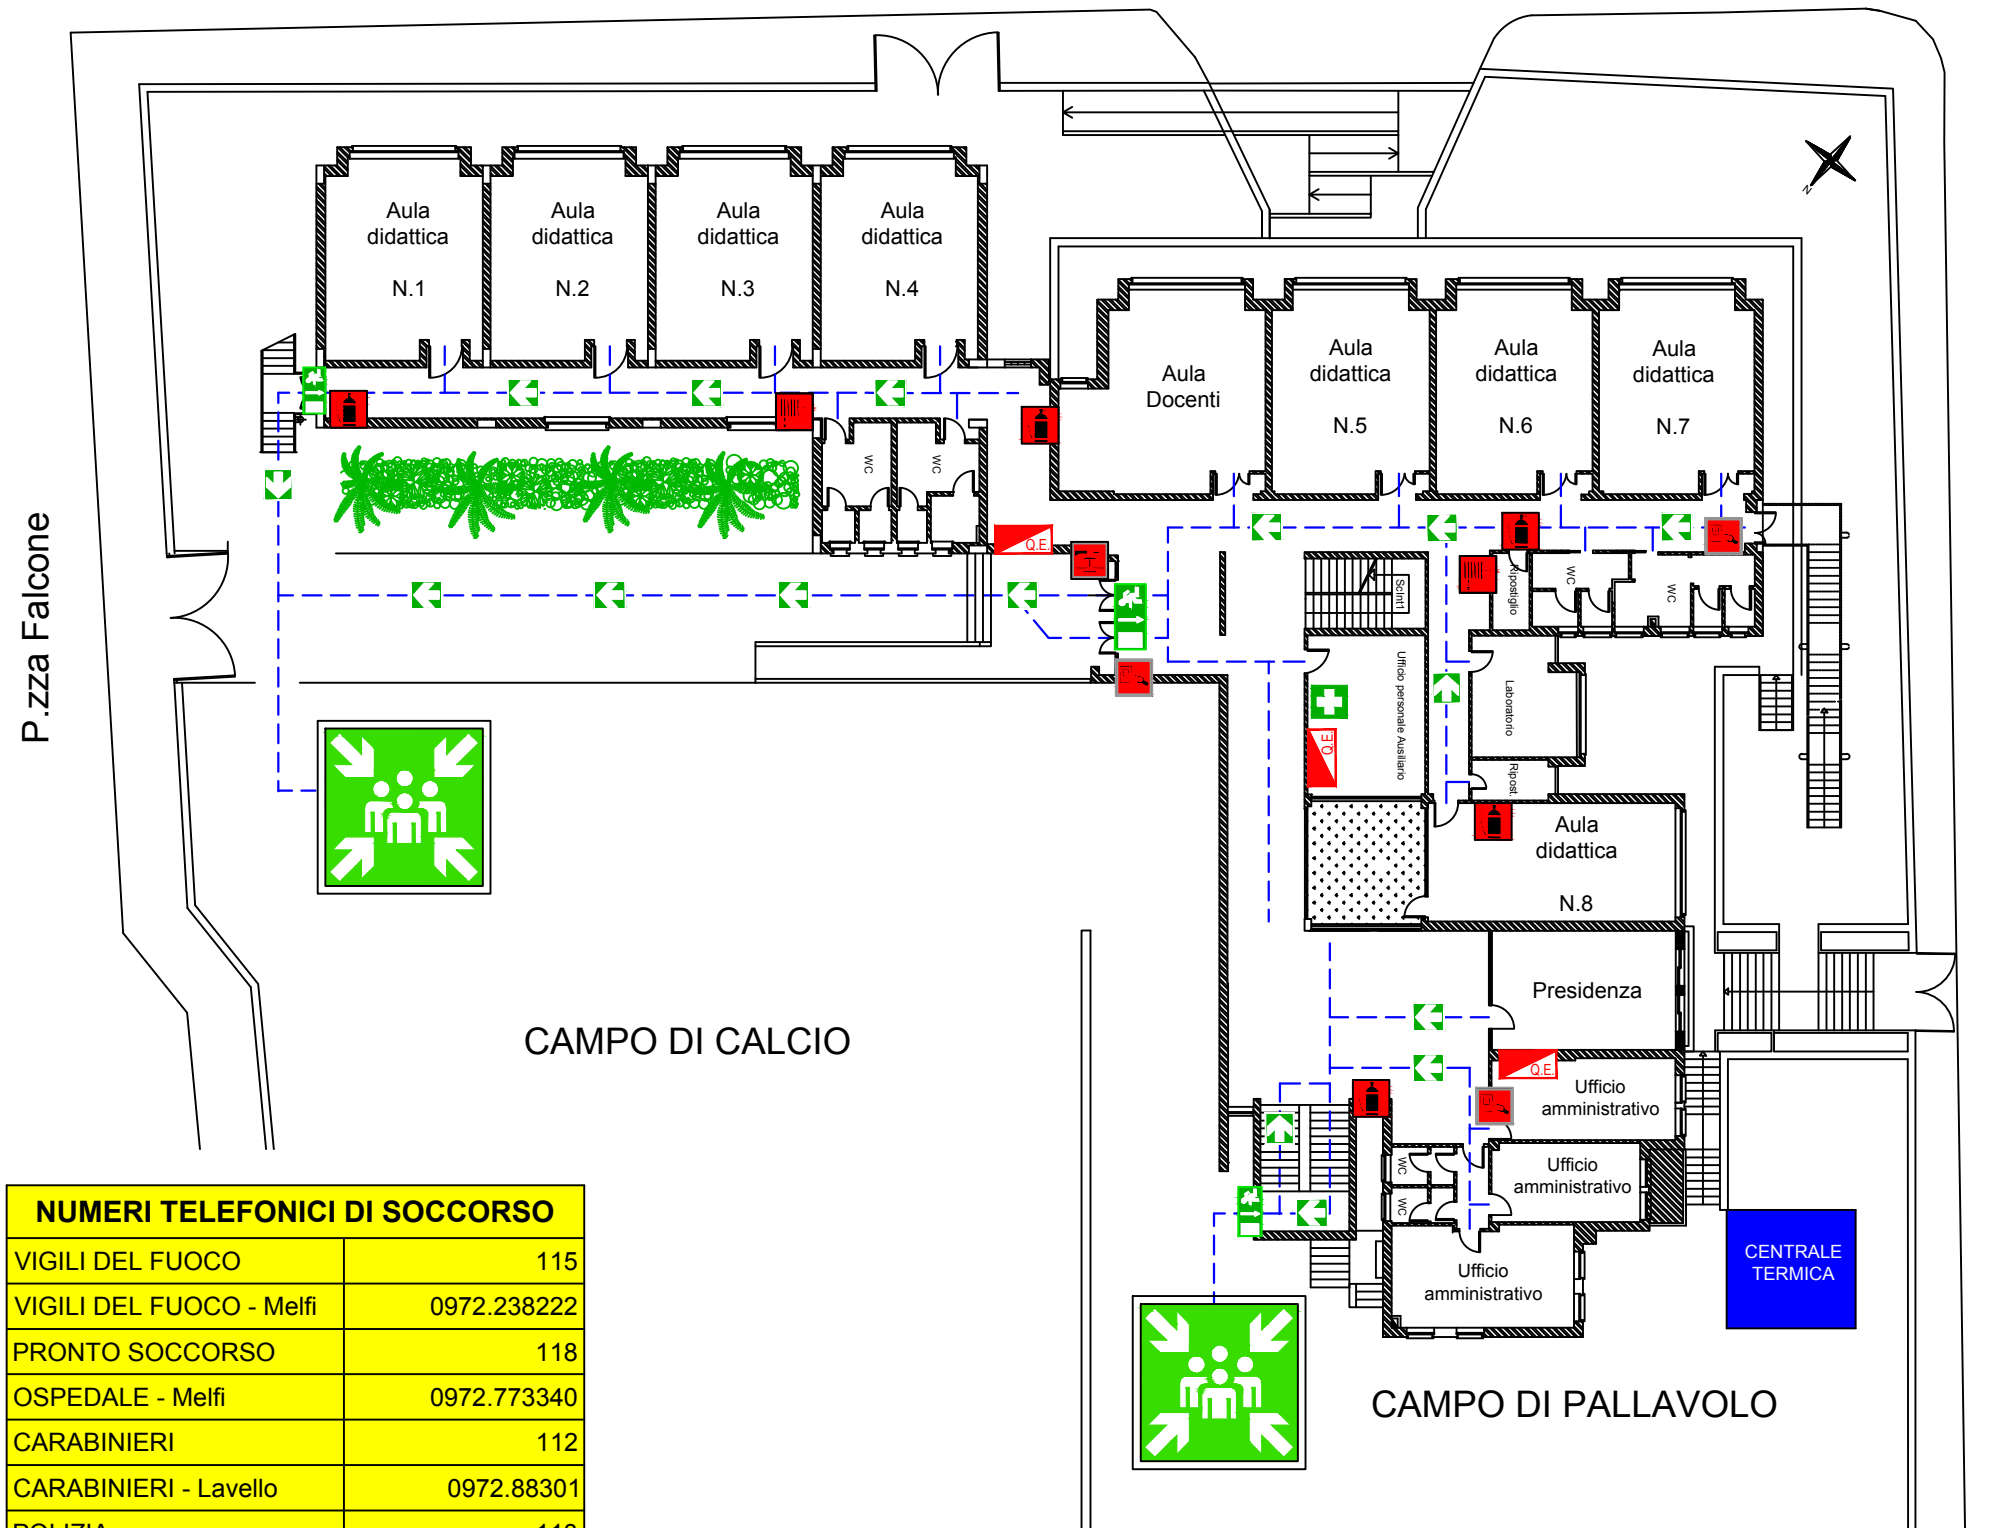 Aula
didattica
N.1
Aula
didattica
N.2
Aula
didattica
N.3
Aula
didattica
N.4
N
Aula
Docenti
Aula
didattica
N.5
Aula
didattica
N.6
Aula
didattica
N.7
WC
WC
Q.E.
P.zza Falcone
ScInt1
Ripostiglio
WC
WC
Ufficio personale Ausiliario
Q.E.
Laboratorio
Ripost.
Aula
didattica
N.8
Presidenza
CAMPO DI CALCIO
Q.E.
Ufficio
amministrativo
WC
WC
Ufficio
amministrativo
Ufficio
amministrativo
CENTRALE
TERMICA
CAMPO DI PALLAVOLO
NUMERI TELEFONICI DI SOCCORSO
VIGILI DEL FUOCO 115
VIGILI DEL FUOCO - Melfi 0972.238222
PRONTO SOCCORSO 118
OSPEDALE - Melfi 0972.773340
CARABINIERI 112
CARABINIERI - Lavello 0972.88301
POLIZIA 113